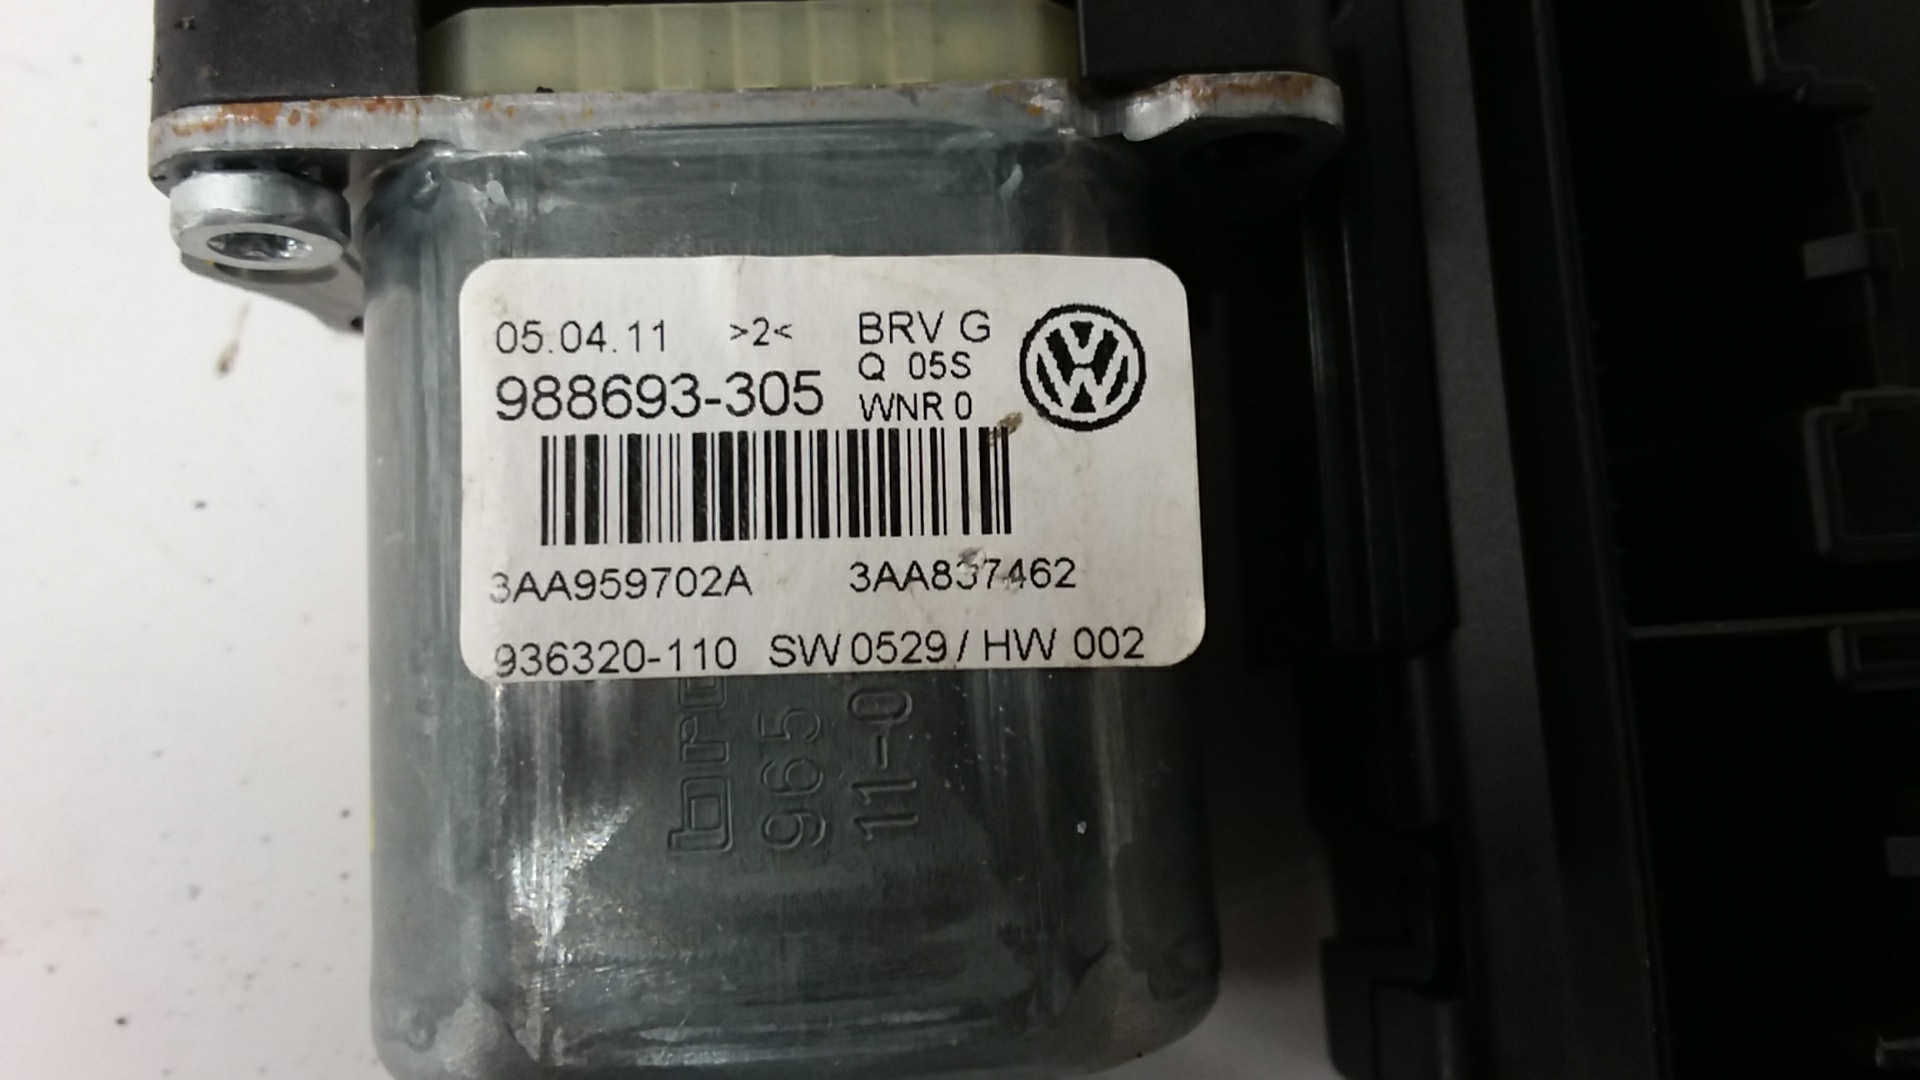 05.04.11 >2< BRV G
Q 05S
988693-305 WNR 0
3AA959702A 3AA837462
936320-110 SW 0529 / HW 002
965